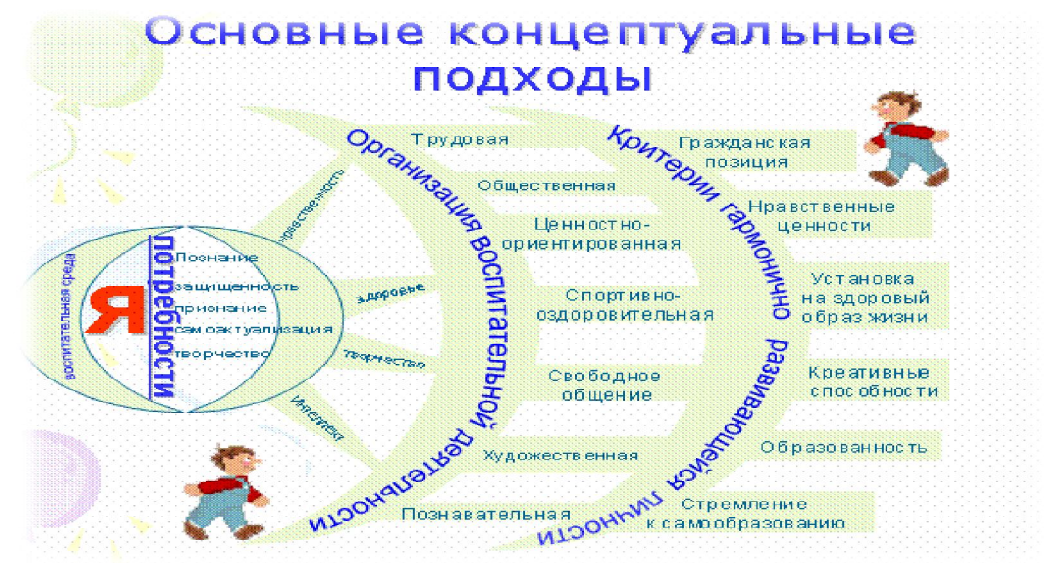 Основные концептуальные
подходы
воспитательная среда
Я
потребности
Познание
защищенность
признание
самоактуализация
творчество
нравственность
здоровье
творчество
Интеллект
Организация воспитательной деятельности
Трудовая
Общественная
Ценностно-
ориентированная
Спортивно-
оздоровительная
Свободное
общение
Художественная
Познавательная
Критерии гармонично развивающейся личности
Гражданская
позиция
Нравственные
ценности
Установка
на здоровый
образ жизни
Креативные
способности
Образованность
Стремление
к самообразованию